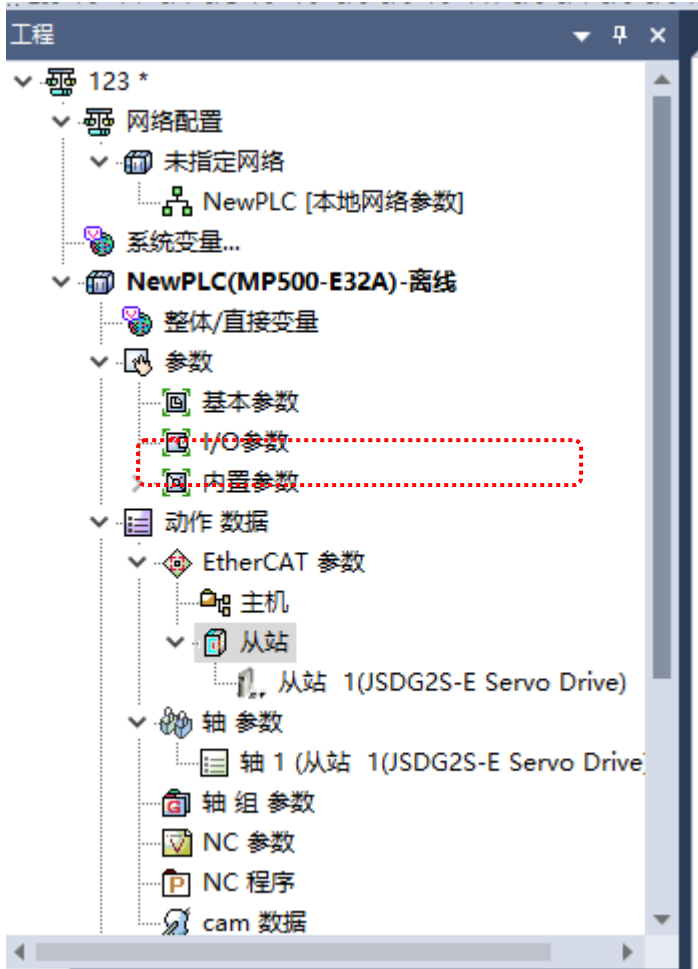 工程
123 *
网络配置
未指定网络
NewPLC [本地网络参数]
系统变量...
NewPLC(MP500-E32A)-离线
整体/直接变量
参数
基本参数
I/O参数
内置参数
动作 数据
EtherCAT 参数
主机
从站
从站 1(JSDG2S-E Servo Drive)
轴 参数
轴 1 (从站 1(JSDG2S-E Servo Drive
轴 组 参数
NC 参数
NC 程序
cam 数据